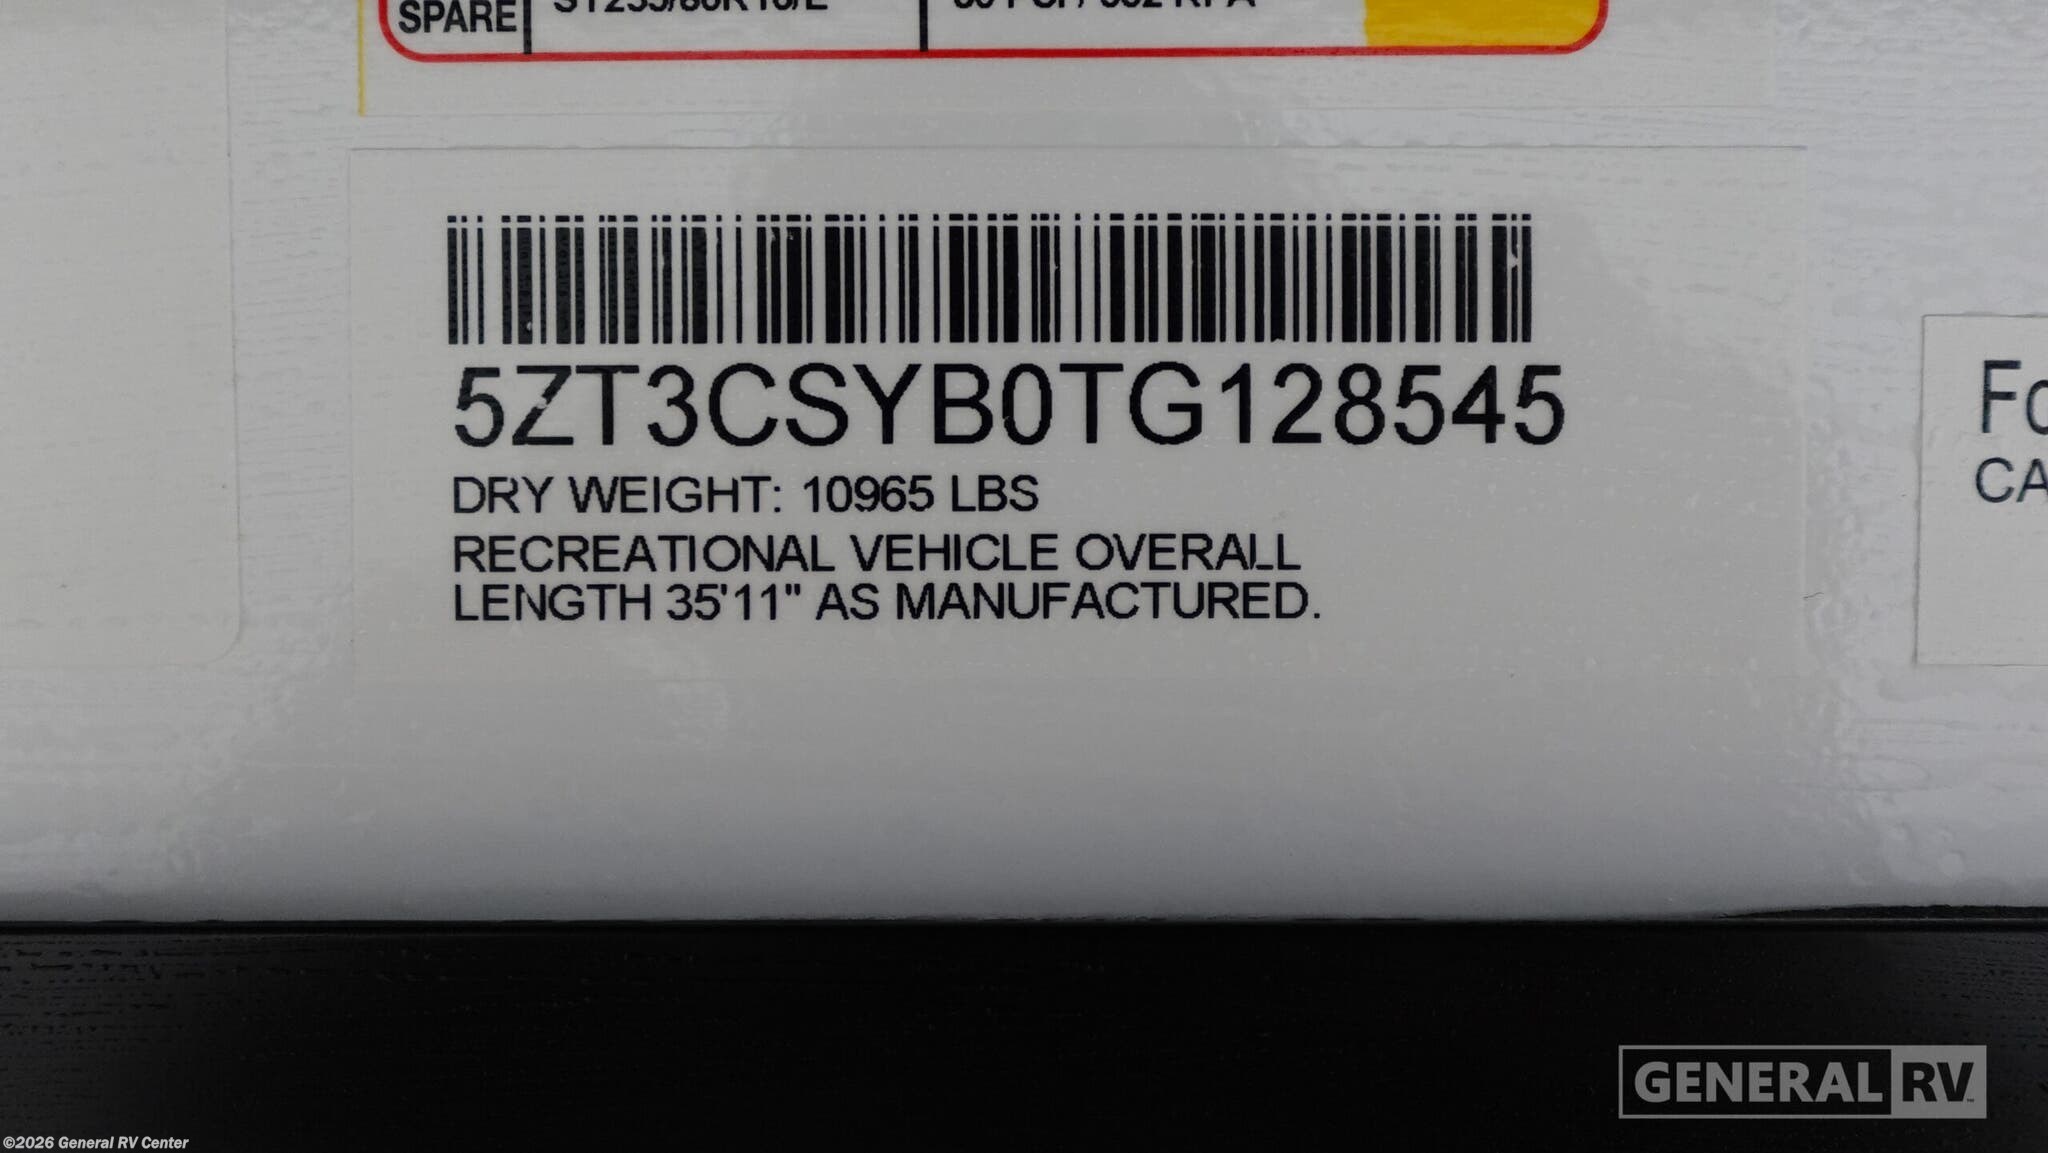 SPARE
5ZT3CSYB0TG128545
DRY WEIGHT: 10965 LBS
RECREATIONAL VEHICLE OVERALL
LENGTH 35'11" AS MANUFACTURED.
CA
GENERAL RV
©2026 General RV Center